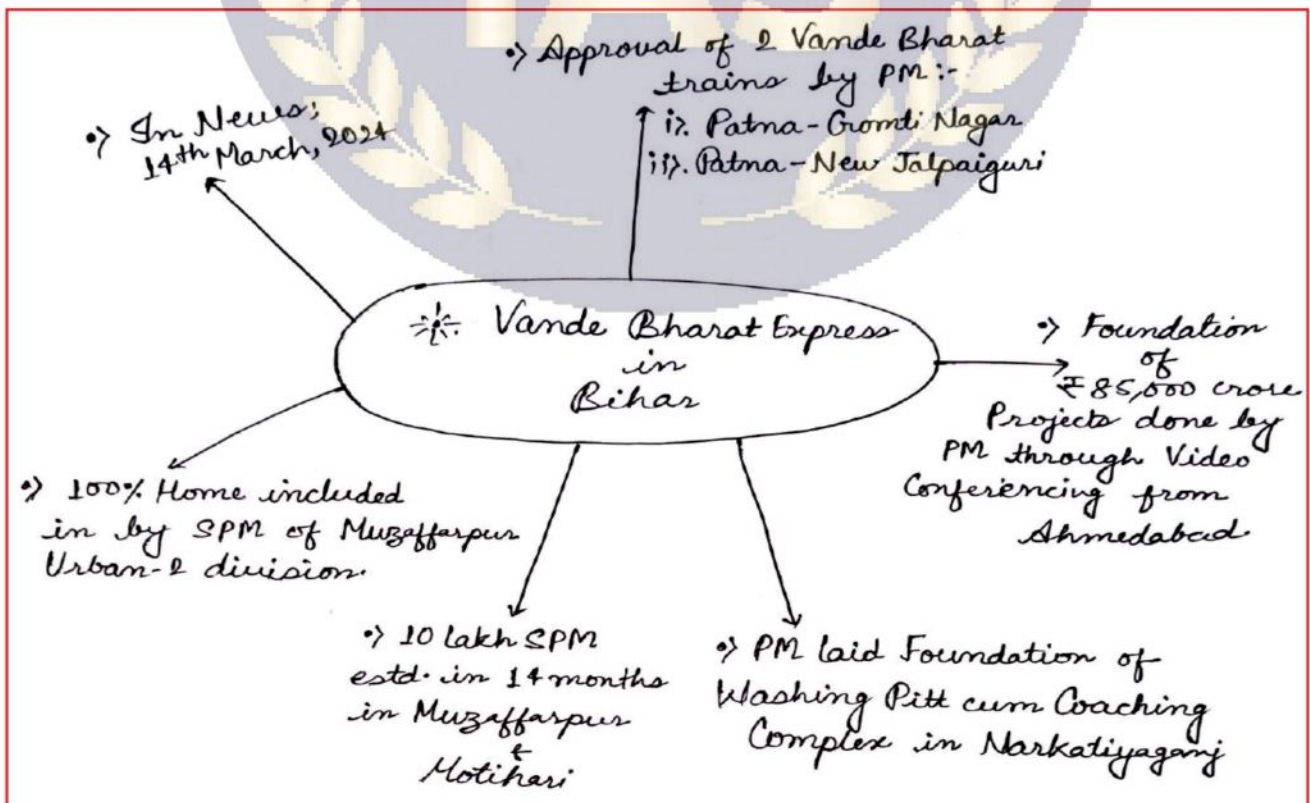 •> In News;
14th March, 2024
•> Approval of 2 Vande Bharat
trains by PM :-
i>. Patna - Gomti Nagar
ii>. Patna - New Jalpaiguri
Vande Bharat Express
in
Bihar
•> Foundation
of
₹85,000 crore
Projects done by
PM through Video
Conferencing from
Ahmedabad.
•> 100% Home included
in by SPM of Muzaffarpur
Urban-2 division.
•> 10 lakh SPM
estd. in 14 months
in Muzaffarpur
&
Motihari
•> PM laid Foundation of
Washing Pitt cum Coaching
Complex in Narkatiyaganj